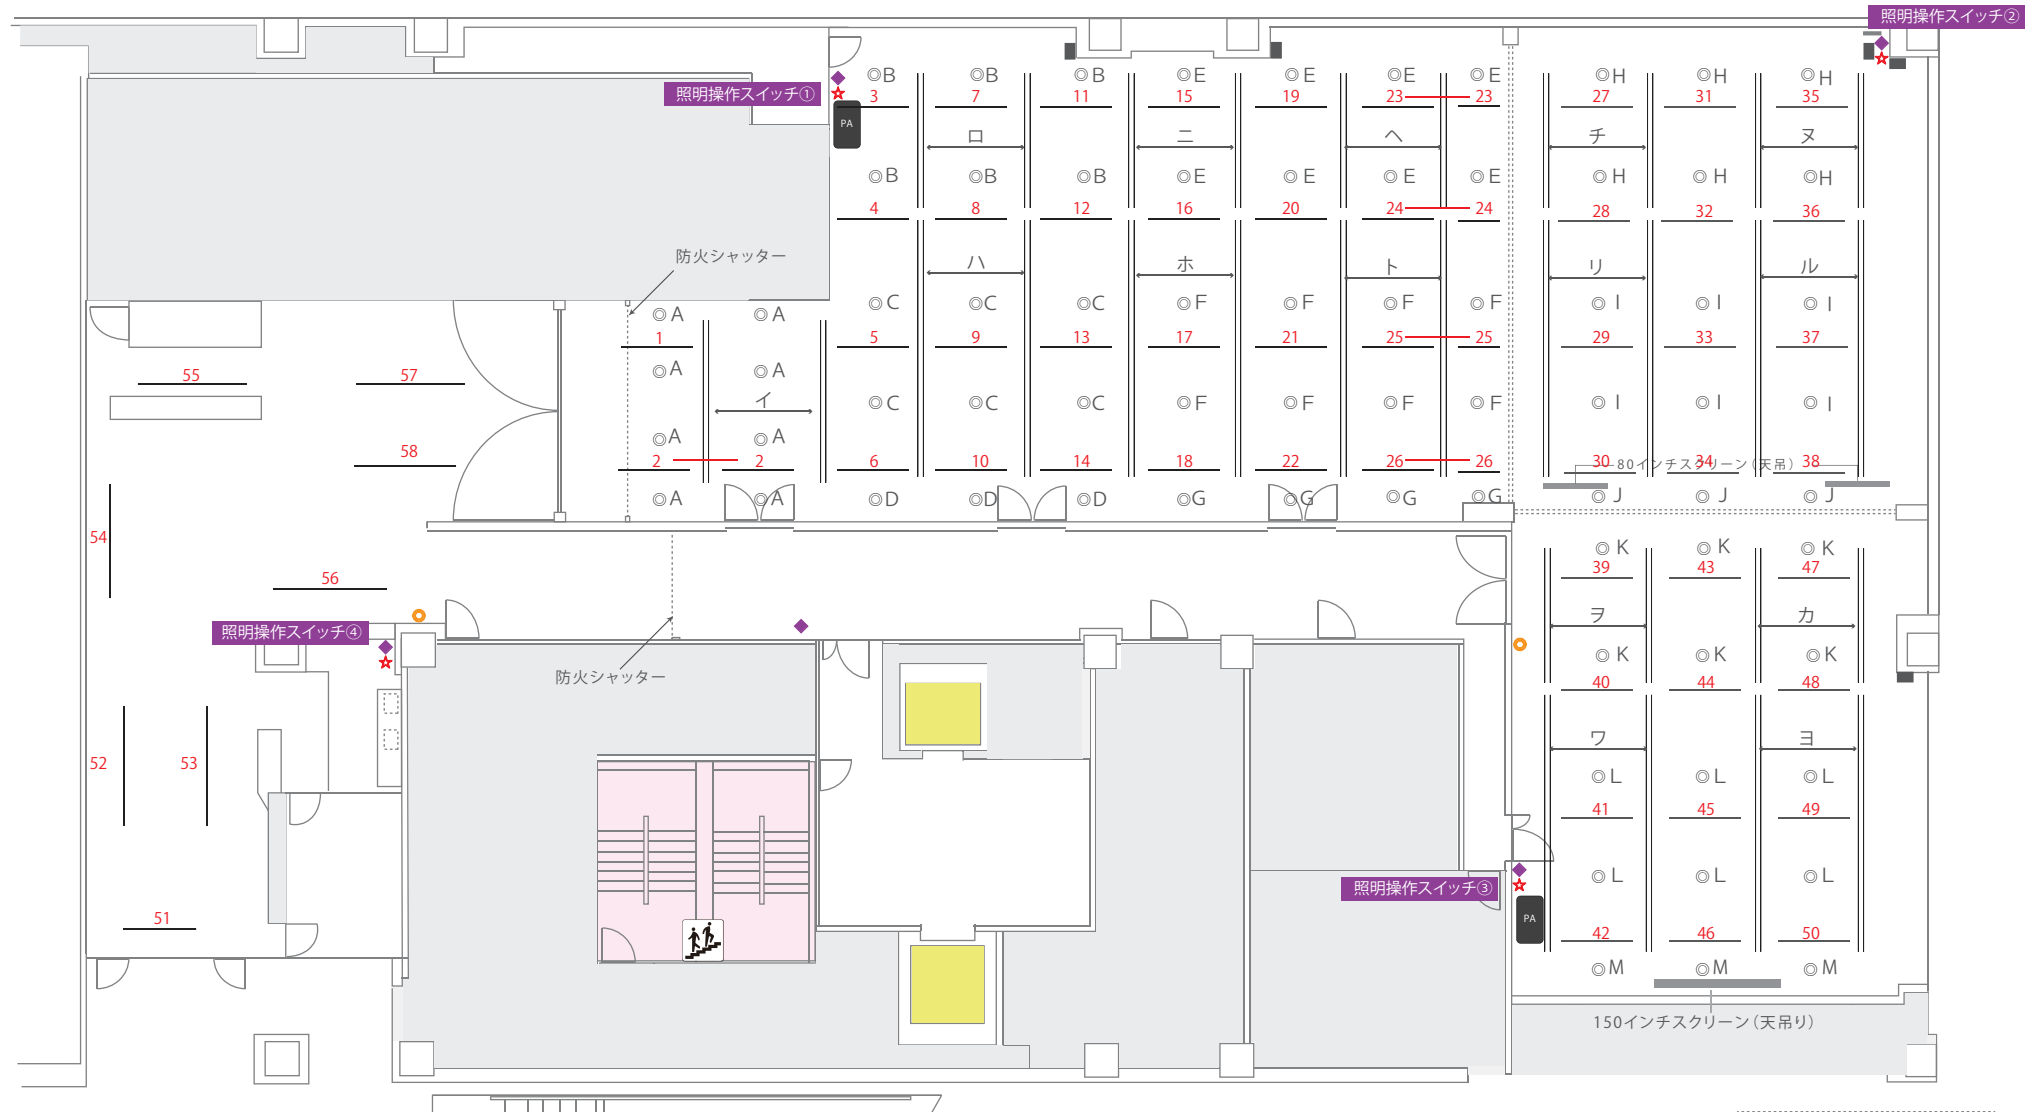 照明操作スイッチ②
照明操作スイッチ①
PA
◎B ◎B ◎B ◎E ◎E ◎E ◎E ◎H ◎H ◎H
3 7 11 15 19 23 23 27 31 35
ロ ニ ヘ チ ヌ
◎B ◎B ◎B ◎E ◎E ◎E ◎E ◎H ◎H ◎H
4 8 12 16 20 24 24 28 32 36
防火シャッター
ハ ホ ト リ ル
◎A ◎A ◎C ◎C ◎C ◎F ◎F ◎F ◎F ◎I ◎I ◎I
1 5 9 13 17 21 25 25 29 33 37
55 57
◎A ◎A
イ
◎C ◎C ◎C ◎F ◎F ◎F ◎F ◎I ◎I ◎I
◎A ◎A
58
2 2 6 10 14 18 22 26 26 30 34 38
80インチスクリーン（天吊）
◎A ◎A ◎D ◎D ◎D ◎G ◎G ◎G ◎G ◎J ◎J ◎J
54
◎K ◎K ◎K
56
39 43 47
ヲ カ
照明操作スイッチ④
◎K ◎K ◎K
防火シャッター
40 44 48
ワ ヨ
52 53
◎L ◎L ◎L
41 45 49
照明操作スイッチ③
◎L ◎L ◎L
PA
51
42 46 50
◎M ◎M ◎M
150インチスクリーン（天吊り）